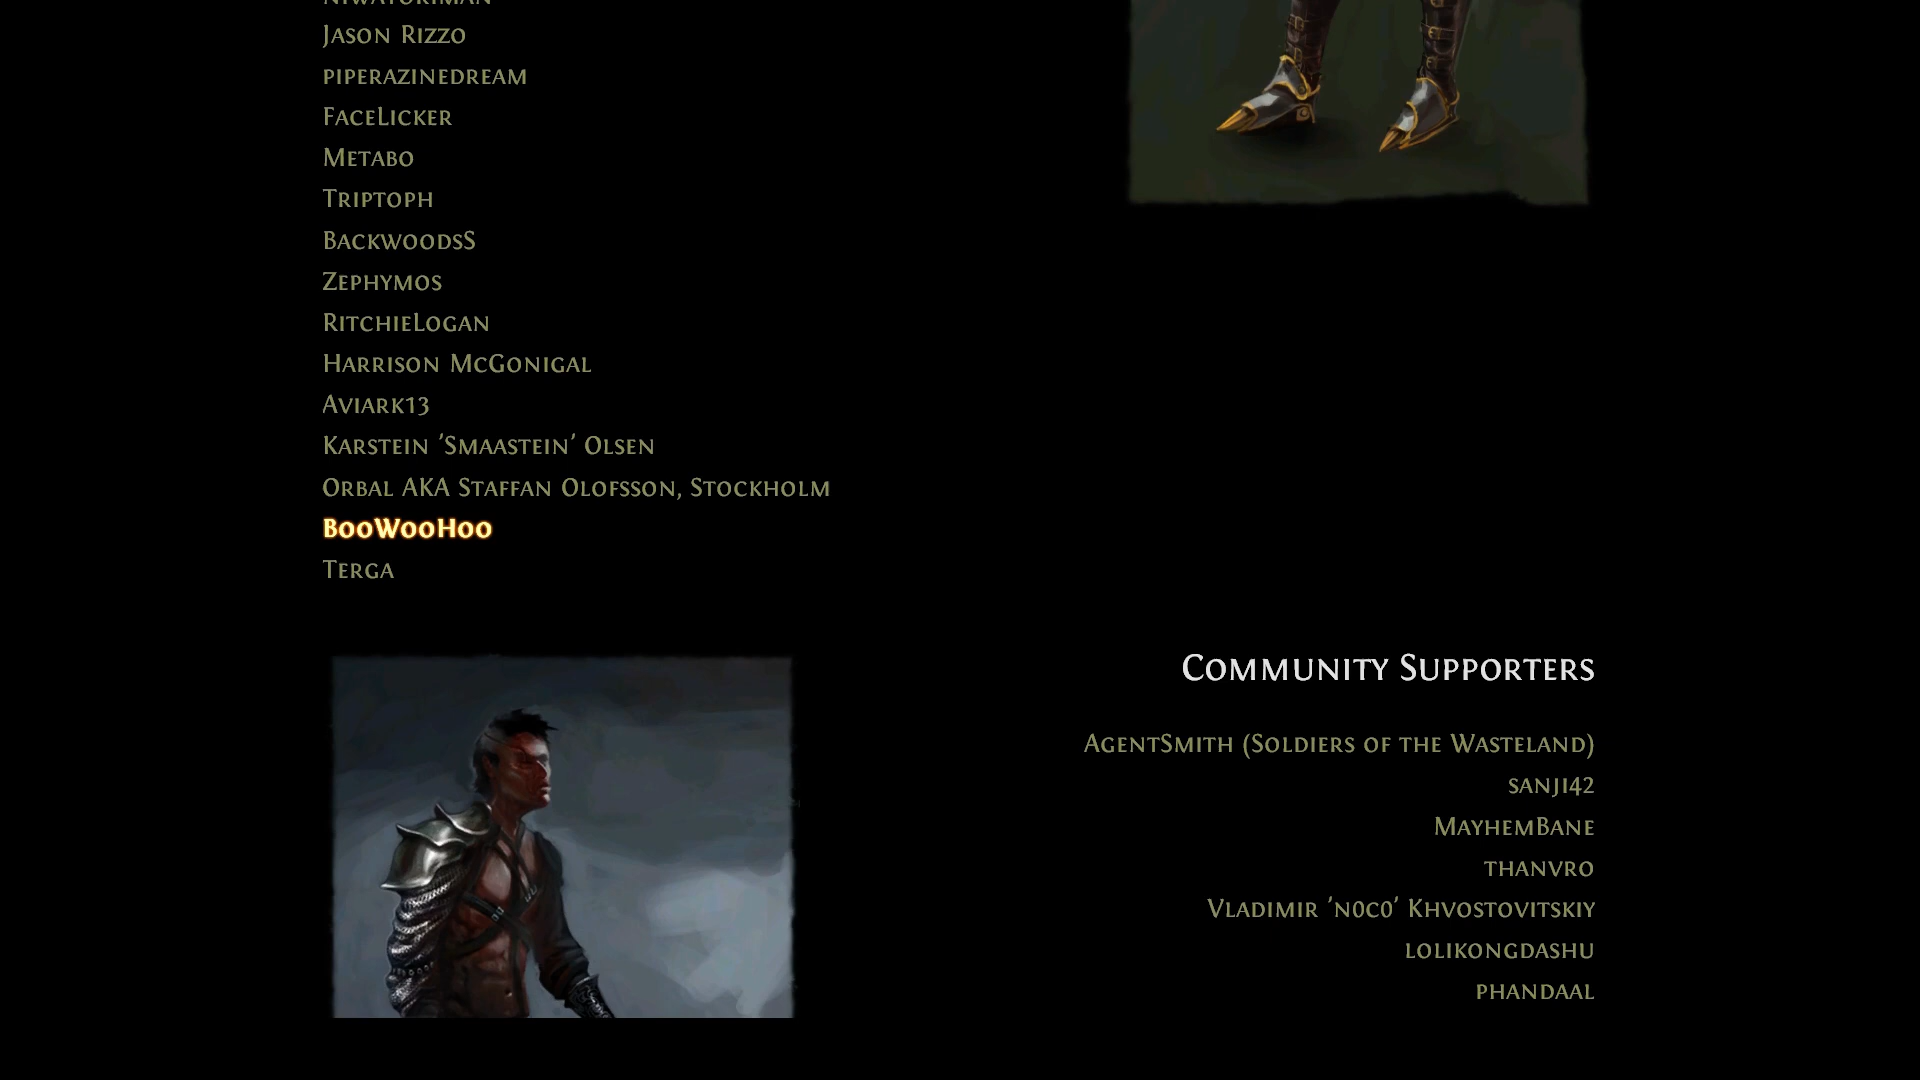 Jason Rizzo
piperazinedream
FaceLicker
Metabo
Triptoph
BackwoodsS
Zephymos
RitchieLogan
Harrison McGonigal
Aviark13
Karstein 'Smaastein' Olsen
Orbal AKA Staffan Olofsson, Stockholm
BooWooHoo
Terga
Community Supporters
AgentSmith (Soldiers of the Wasteland)
sanji42
MayhemBane
thanvro
Vladimir 'n0c0' Khvostovitskiy
lolikongdashu
phandaal